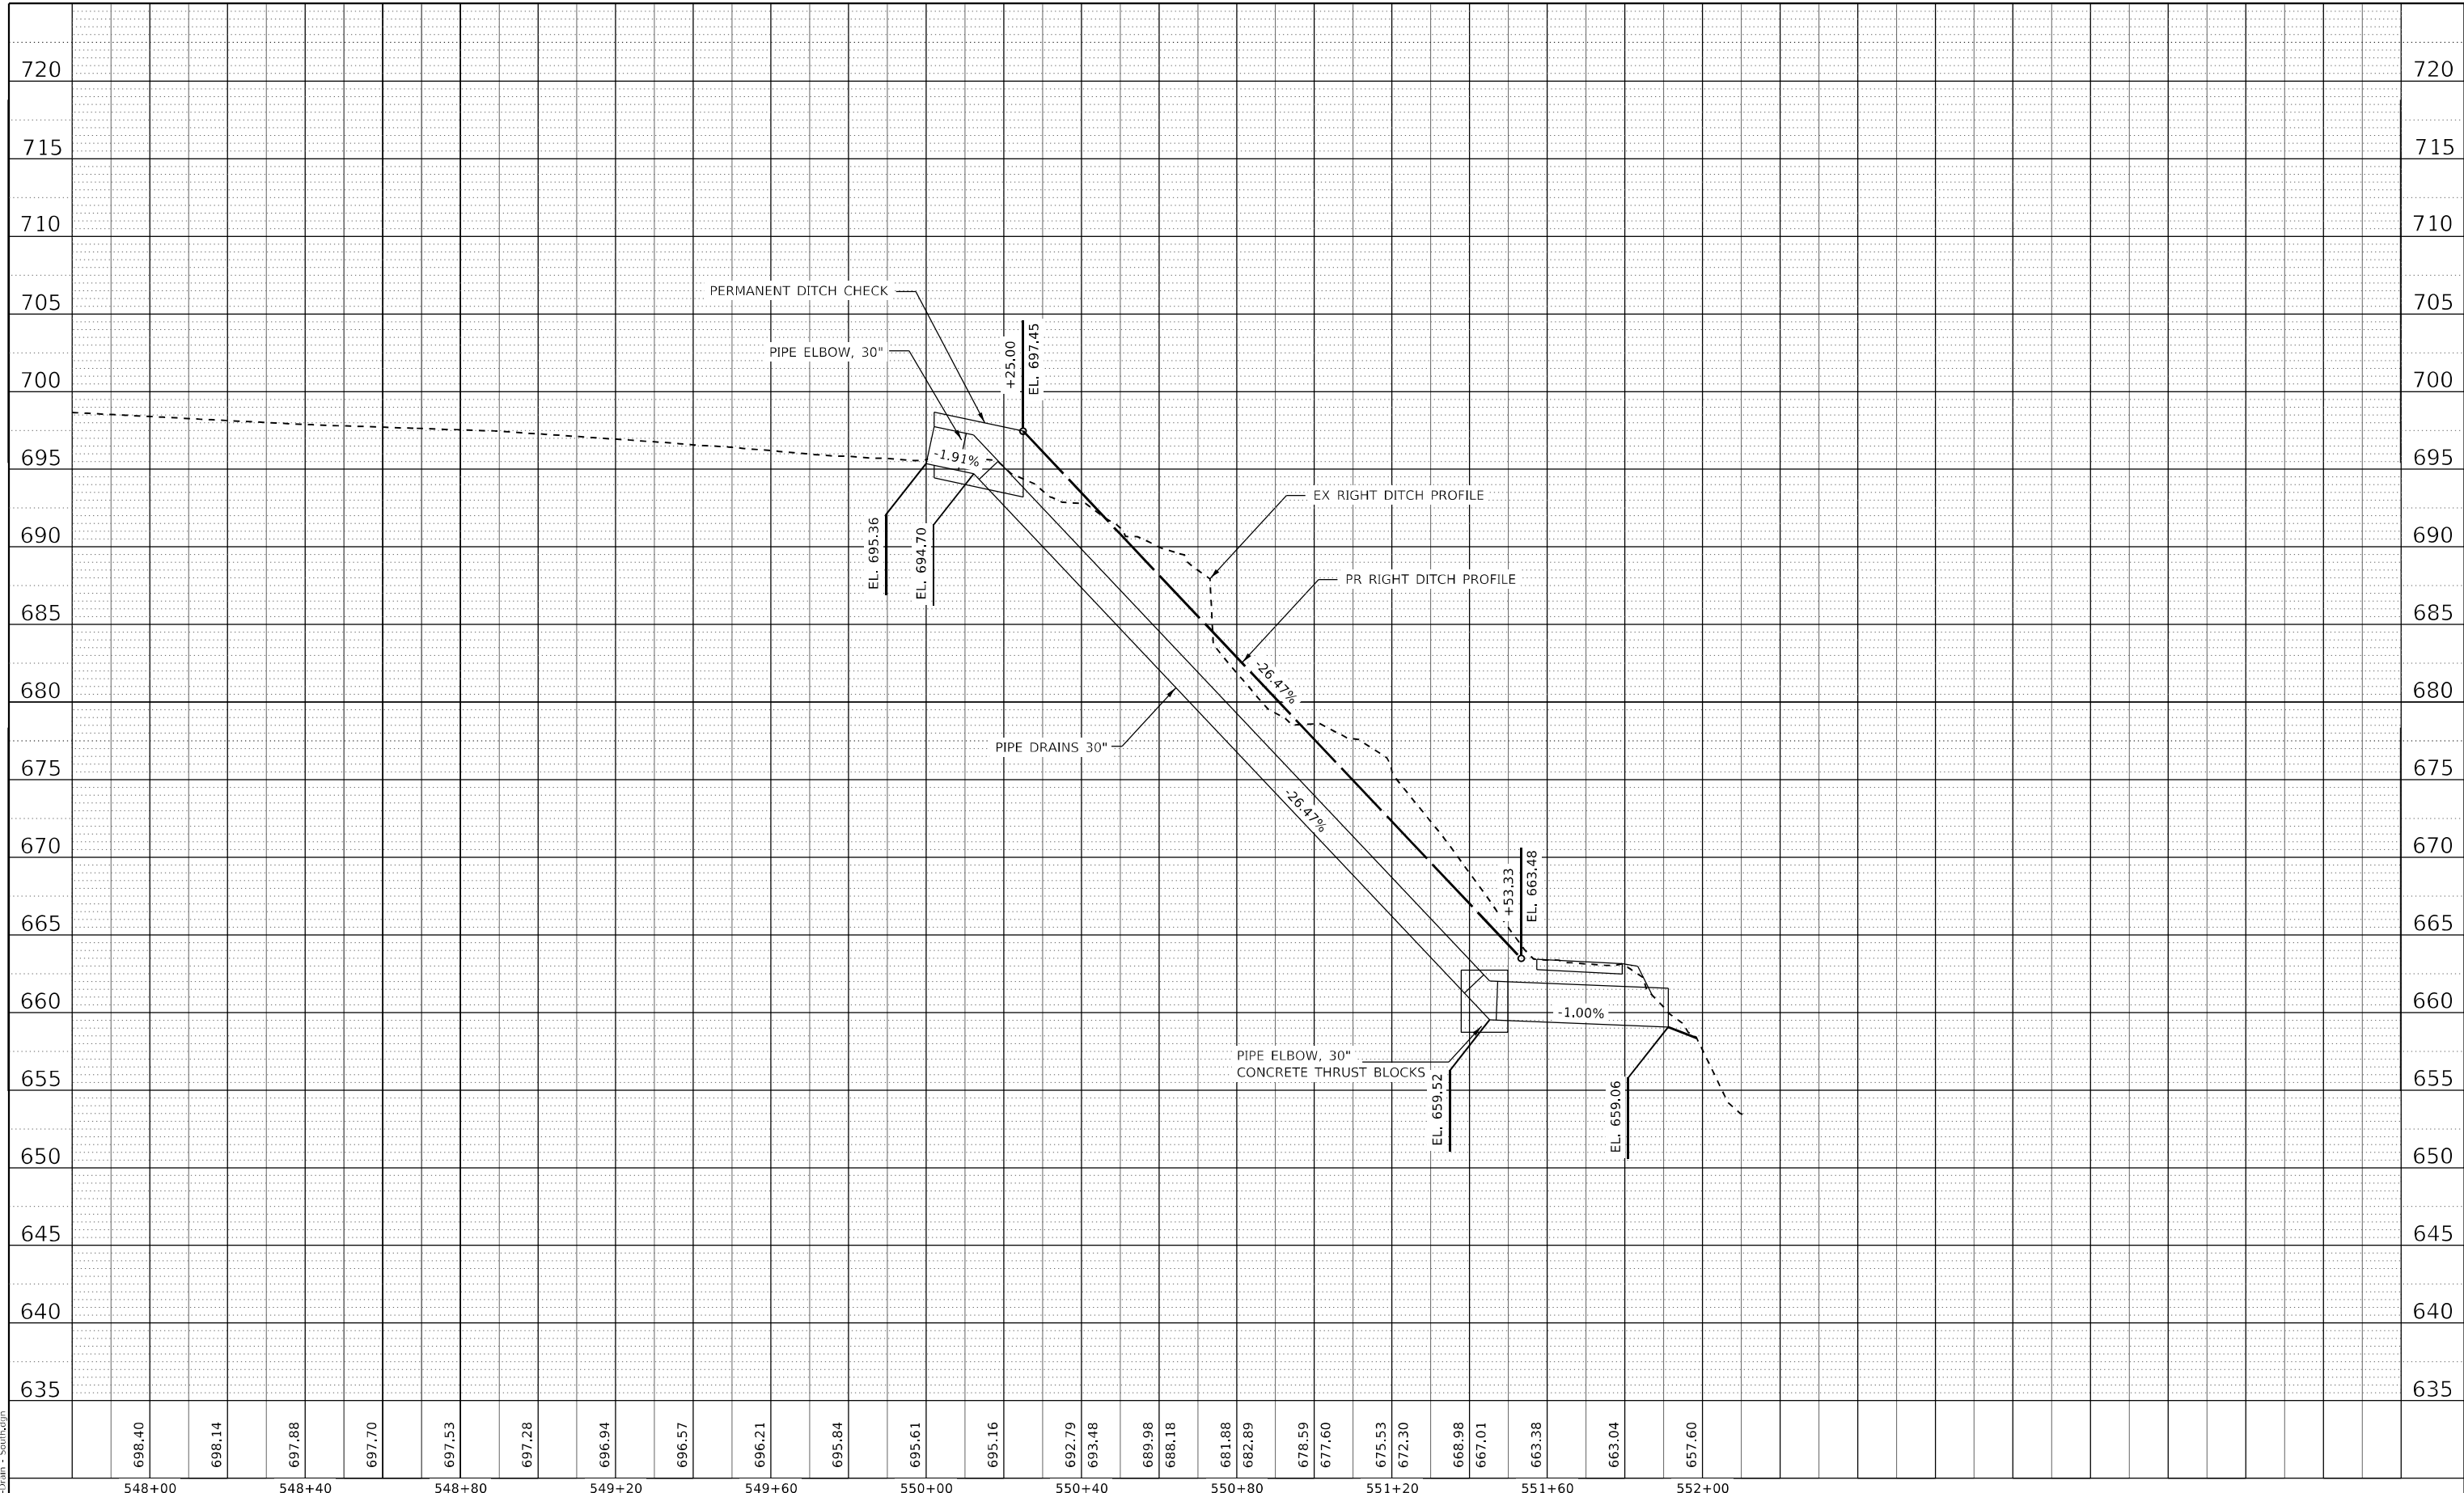 720 720
715 715
710 710
705 705
700 700
695 695
690 690
685 685
680 680
675 675
670 670
665 665
660 660
655 655
650 650
645 645
640 640
635 635
PERMANENT DITCH CHECK
PIPE ELBOW, 30"
+25.00
EL. 697.45
-1.91%
EL. 695.36
EL. 694.70
EX RIGHT DITCH PROFILE
PR RIGHT DITCH PROFILE
-26.47%
PIPE DRAINS 30"
-26.47%
+53.33
EL. 663.48
-1.00%
PIPE ELBOW, 30"
CONCRETE THRUST BLOCKS
EL. 659.52
EL. 659.06
698.40 698.14 697.88 697.70 697.53 697.28 696.94 696.57 696.21 695.84 695.61 695.16 692.79 693.48 689.98 688.18 681.88 682.89 678.59 677.60 675.53 672.30 668.98 667.01 663.38 663.04 657.60
548+00 548+40 548+80 549+20 549+60 550+00 550+40 550+80 551+20 551+60 552+00
South.dgn